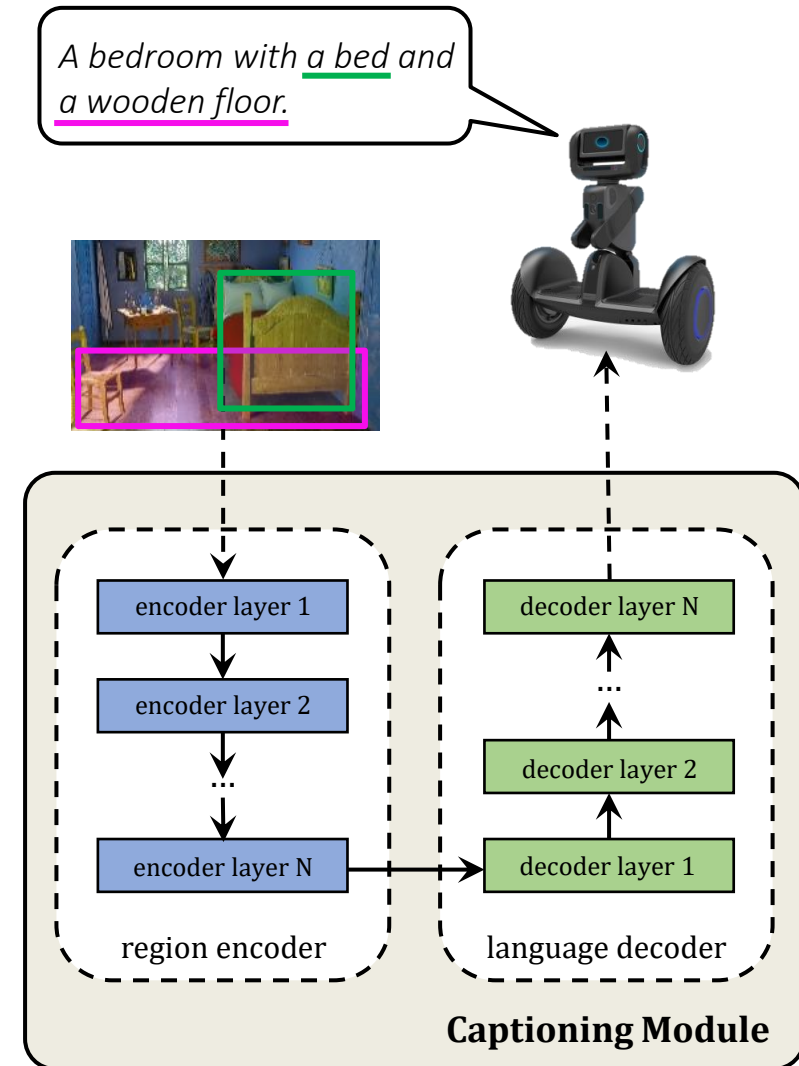 A bedroom with a bed and
a wooden floor.
encoder layer 1
encoder layer 2
...
encoder layer N
region encoder
decoder layer N
...
decoder layer 2
decoder layer 1
language decoder
Captioning Module